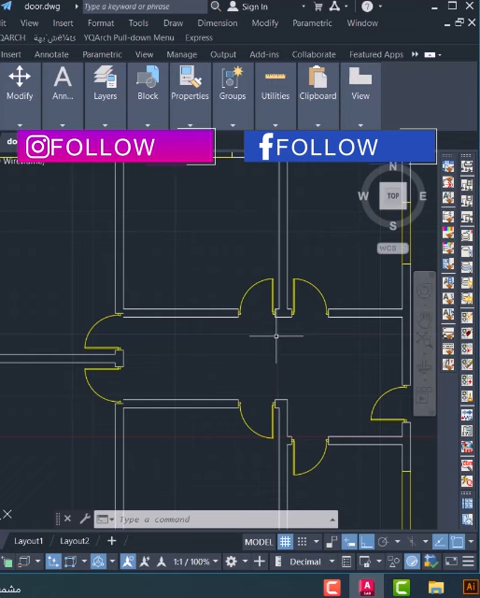 door.dwg
Type a keyword or phrase
Sign In
View Insert Format Tools Draw Dimension Modify Parametric Window
YQArch Pull-down Menu Express
Insert Annotate Parametric View Manage Output Add-ins Collaborate Featured Apps
Modify Ann... Layers Block Properties Groups Utilities Clipboard View
FOLLOW FOLLOW
N
W TOP E
S
WCS
Type a command
Layout1 Layout2 + MODEL
1:1 / 100% Decimal